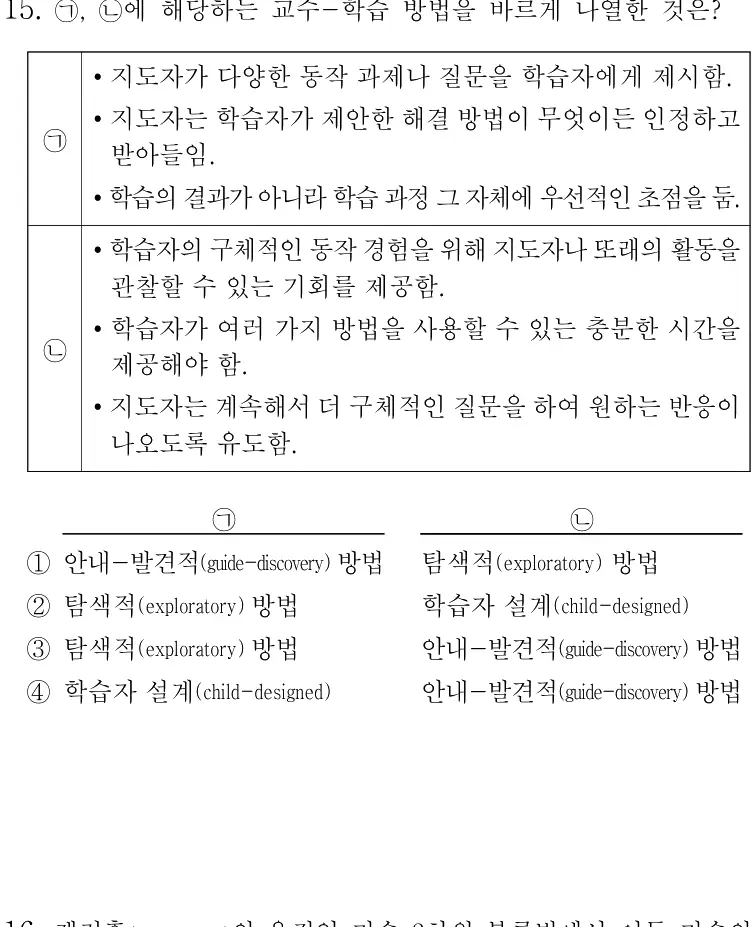 15. ㉠, ㉡에 해당하는 교수-학습 방법을 바르게 나열한 것은?
㉠
• 지도자가 다양한 동작 과제나 질문을 학습자에게 제시함.
• 지도자는 학습자가 제안한 해결 방법이 무엇이든 인정하고
받아들임.
• 학습의 결과가 아니라 학습 과정 그 자체에 우선적인 초점을 둠.
㉡
• 학습자의 구체적인 동작 경험을 위해 지도자나 또래의 활동을
관찰할 수 있는 기회를 제공함.
• 학습자가 여러 가지 방법을 사용할 수 있는 충분한 시간을
제공해야 함.
• 지도자는 계속해서 더 구체적인 질문을 하여 원하는 반응이
나오도록 유도함.
㉠ ㉡
① 안내-발견적(guide-discovery) 방법 탐색적(exploratory) 방법
② 탐색적(exploratory) 방법 학습자 설계(child-designed)
③ 탐색적(exploratory) 방법 안내-발견적(guide-discovery) 방법
④ 학습자 설계(child-designed) 안내-발견적(guide-discovery) 방법